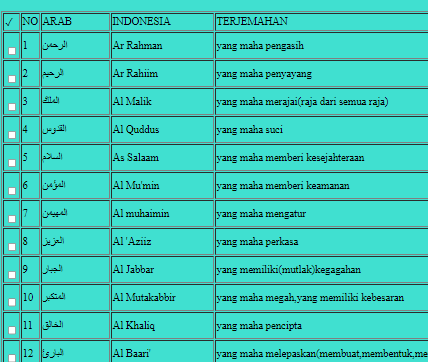 ✓ NO ARAB INDONESIA TERJEMAHAN
1 الرحمن Ar Rahman yang maha pengasih
2 الرحيم Ar Rahiim yang maha penyayang
3 الملك Al Malik yang maha merajai(raja dari semua raja)
4 القدوس Al Quddus yang maha suci
5 السلام As Salaam yang maha memberi kesejahteraan
6 المؤمن Al Mu'min yang maha memberi keamanan
7 المهيمن Al muhaimin yang maha mengatur
8 العزيز Al 'Aziiz yang maha perkasa
9 الجبار Al Jabbar yang memiliki(mutlak)kegagahan
10 المتكبر Al Mutakabbir yang maha megah,yang memiliki kebesaran
11 الخالق Al Khaliq yang maha pencipta
12 البارئ Al Baari' yang maha melepaskan(membuat,membentuk,me